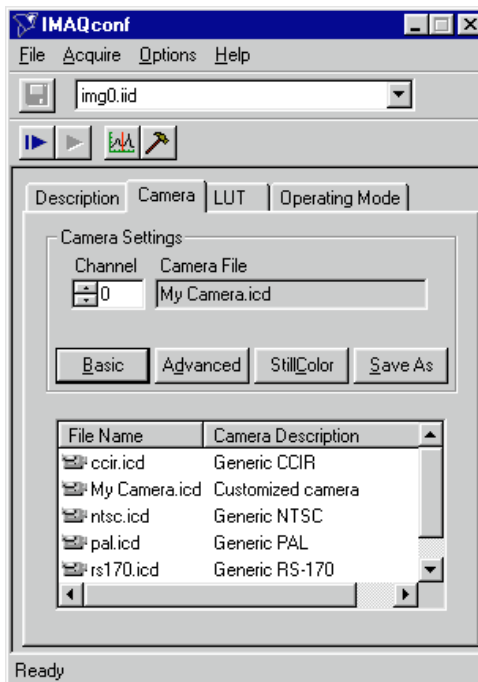 IMAQconf
File Acquire Options Help
img0.iid
Description Camera LUT Operating Mode
Camera Settings
Channel Camera File
0 My Camera.icd
Basic Advanced StillColor Save As
File Name Camera Description
ccir.icd Generic CCIR
My Camera.icd Customized camera
ntsc.icd Generic NTSC
pal.icd Generic PAL
rs170.icd Generic RS-170
Ready